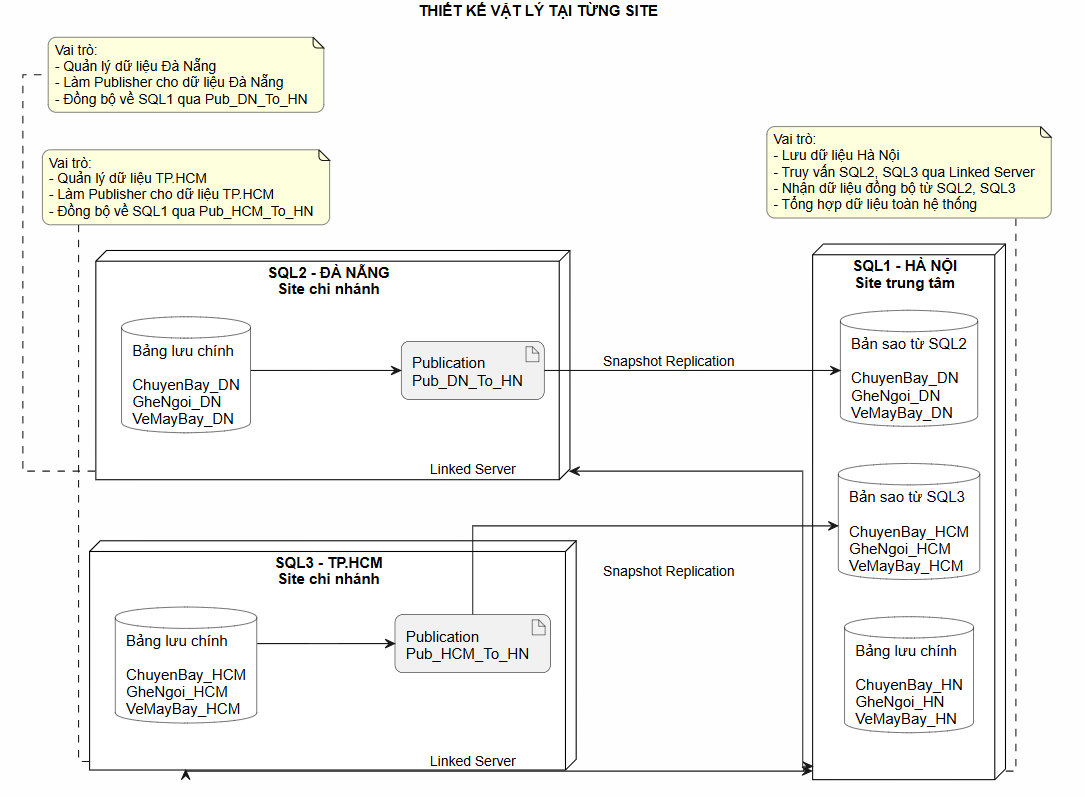 THIẾT KẾ VẬT LÝ TẠI TỪNG SITE
Vai trò:
- Quản lý dữ liệu Đà Nẵng
- Làm Publisher cho dữ liệu Đà Nẵng
- Đồng bộ về SQL1 qua Pub_DN_To_HN
Vai trò:
- Quản lý dữ liệu TP.HCM
- Làm Publisher cho dữ liệu TP.HCM
- Đồng bộ về SQL1 qua Pub_HCM_To_HN
Vai trò:
- Lưu dữ liệu Hà Nội
- Truy vấn SQL2, SQL3 qua Linked Server
- Nhận dữ liệu đồng bộ từ SQL2, SQL3
- Tổng hợp dữ liệu toàn hệ thống
SQL2 - ĐÀ NẴNG
Site chi nhánh
Bảng lưu chính
ChuyenBay_DN
GheNgoi_DN
VeMayBay_DN
Publication
Pub_DN_To_HN
Snapshot Replication
Linked Server
SQL3 - TP.HCM
Site chi nhánh
Bảng lưu chính
ChuyenBay_HCM
GheNgoi_HCM
VeMayBay_HCM
Publication
Pub_HCM_To_HN
Snapshot Replication
Linked Server
SQL1 - HÀ NỘI
Site trung tâm
Bản sao từ SQL2
ChuyenBay_DN
GheNgoi_DN
VeMayBay_DN
Bản sao từ SQL3
ChuyenBay_HCM
GheNgoi_HCM
VeMayBay_HCM
Bảng lưu chính
ChuyenBay_HN
GheNgoi_HN
VeMayBay_HN